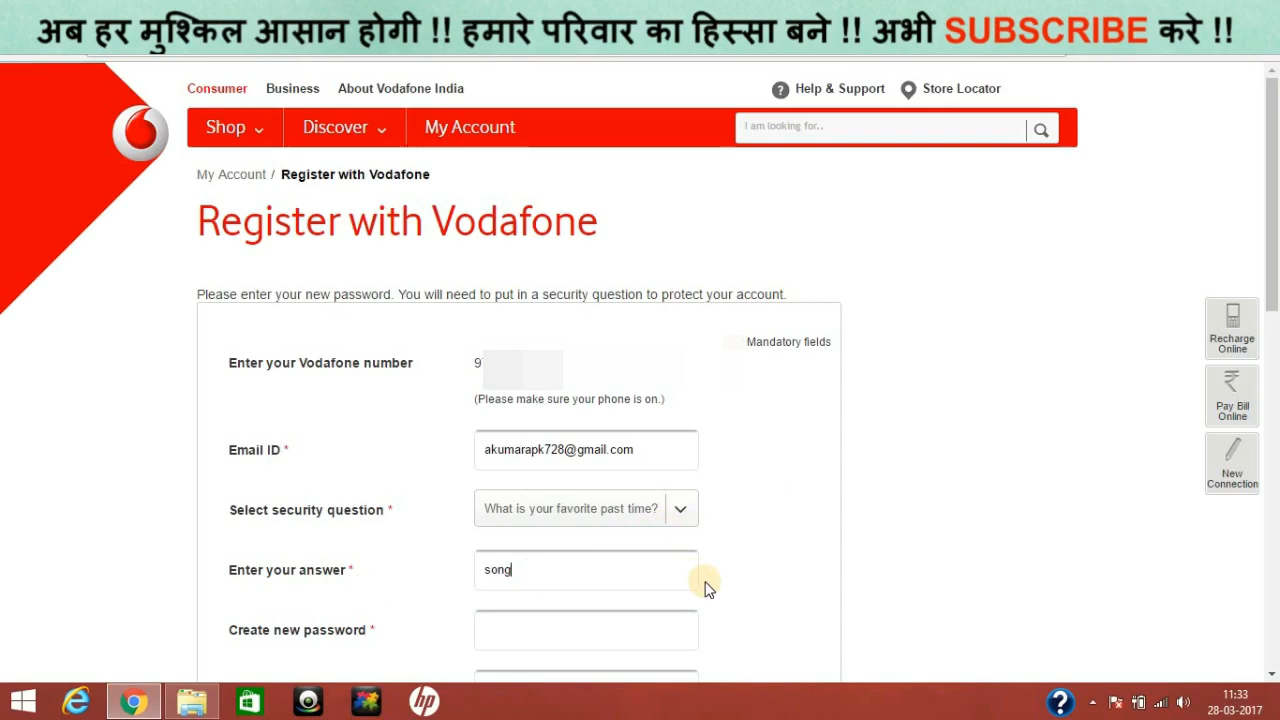 अब हर मुश्किल आसान होगी !! हमारे परिवार का हिस्सा बने !! अभी SUBSCRIBE करे !!
Consumer Business About Vodafone India Help & Support Store Locator
Shop Discover My Account I am looking for..
My Account / Register with Vodafone
Register with Vodafone
Please enter your new password. You will need to put in a security question to protect your account.
Mandatory fields
Enter your Vodafone number 9
(Please make sure your phone is on.)
Email ID * akumarapk728@gmail.com
Select security question * What is your favorite past time?
Enter your answer * song
Create new password *
Recharge
Online
Pay Bill
Online
New
Connection
11:33
28-03-2017